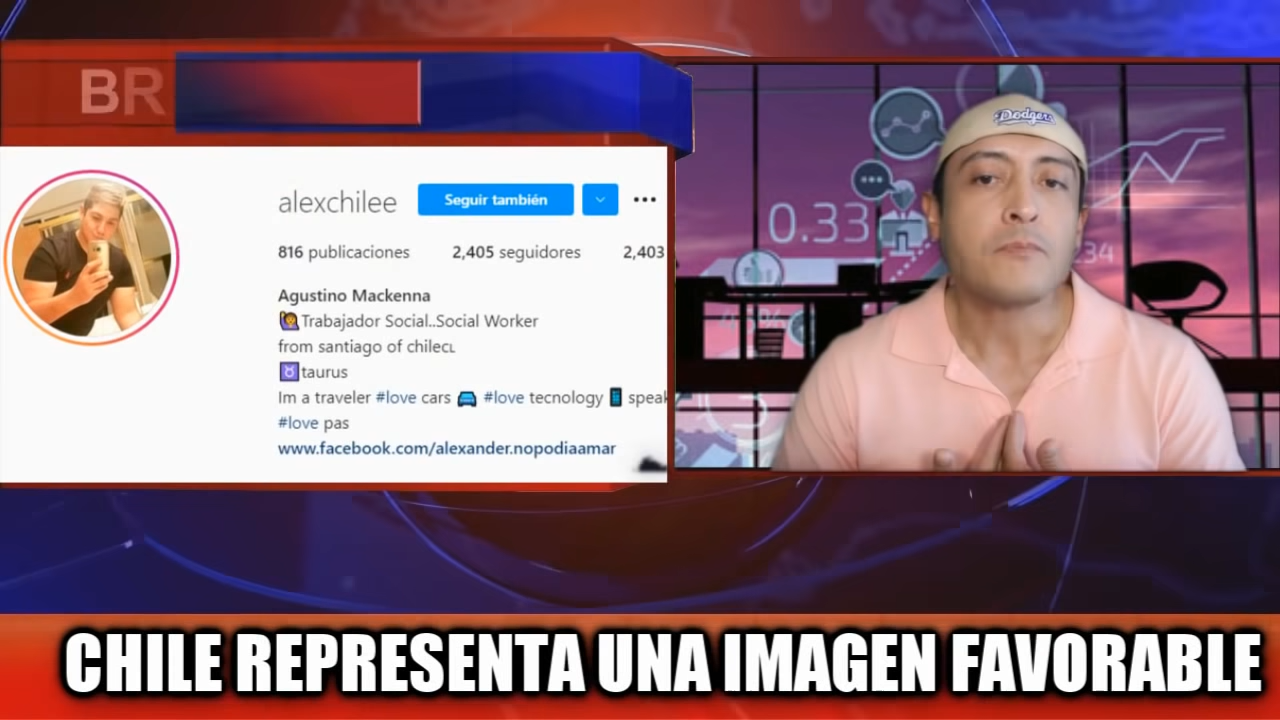 BR
alexchilee
Seguir también
816 publicaciones 2,405 seguidores 2,403
Agustino Mackenna
Trabajador Social..Social Worker
from santiago of chileCL
taurus
Im a traveler #love cars #love tecnology speak
#love pas
www.facebook.com/alexander.nopodiaamar
Dodgers
0.33
34
CHILE REPRESENTA UNA IMAGEN FAVORABLE